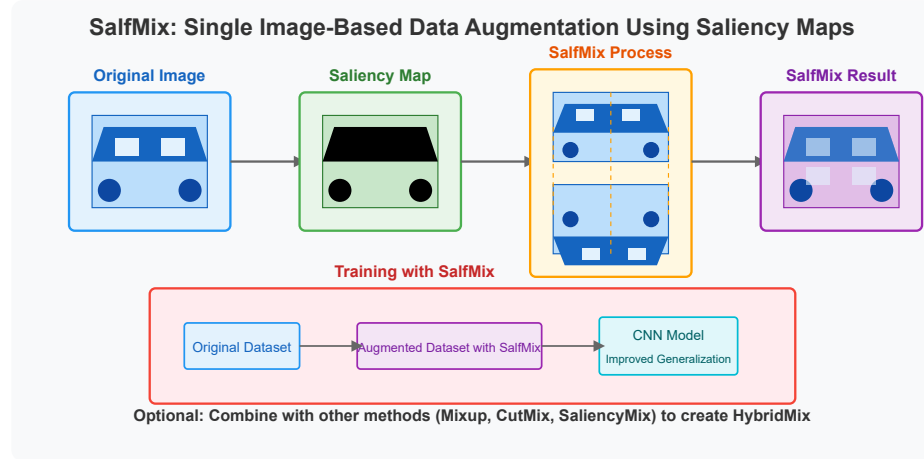 SalfMix: Single Image-Based Data Augmentation Using Saliency Maps
Original Image
Saliency Map
SalfMix Process
SalfMix Result
Training with SalfMix
Original Dataset
Augmented Dataset with SalfMix
CNN Model
Improved Generalization
Optional: Combine with other methods (Mixup, CutMix, SaliencyMix) to create HybridMix